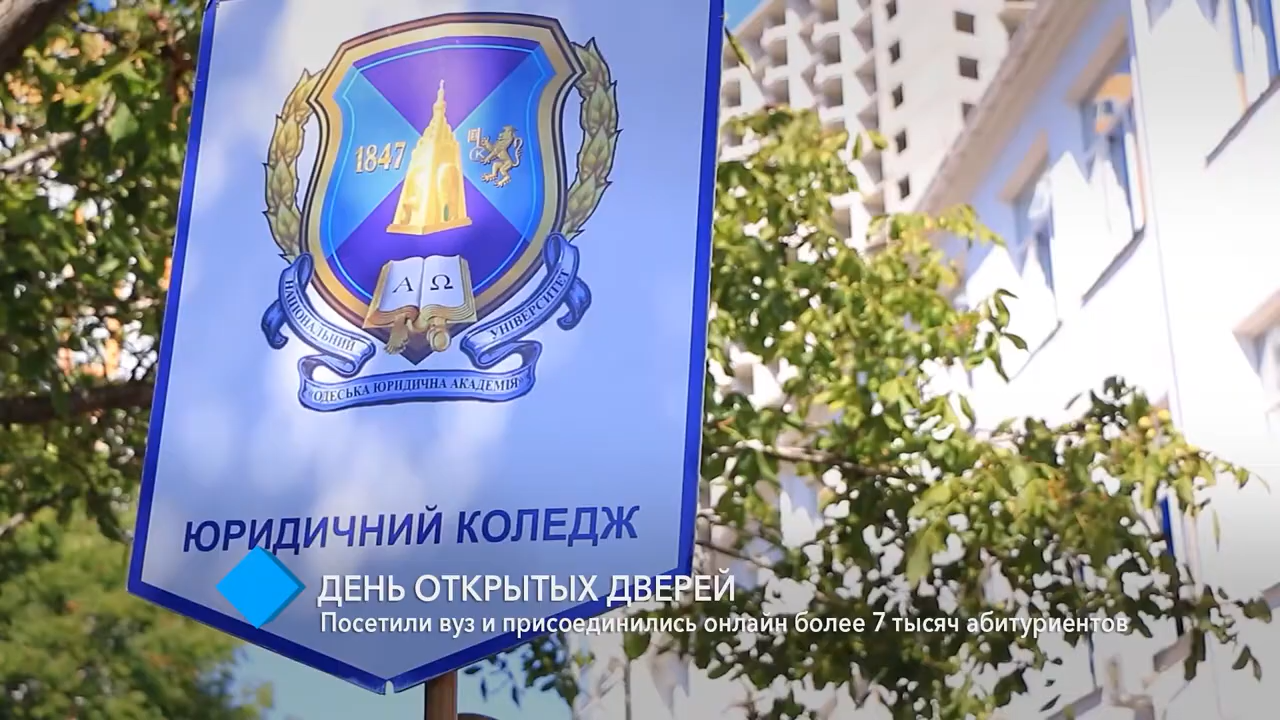 1847
Α Ω
НАЦІОНАЛЬНИЙ
УНІВЕРСИТЕТ
"ОДЕСЬКА ЮРИДИЧНА АКАДЕМІЯ"
ЮРИДИЧНИЙ КОЛЕДЖ
ДЕНЬ ОТКРЫТЫХ ДВЕРЕЙ
Посетили вуз и присоединились онлайн более 7 тысяч абитуриентов